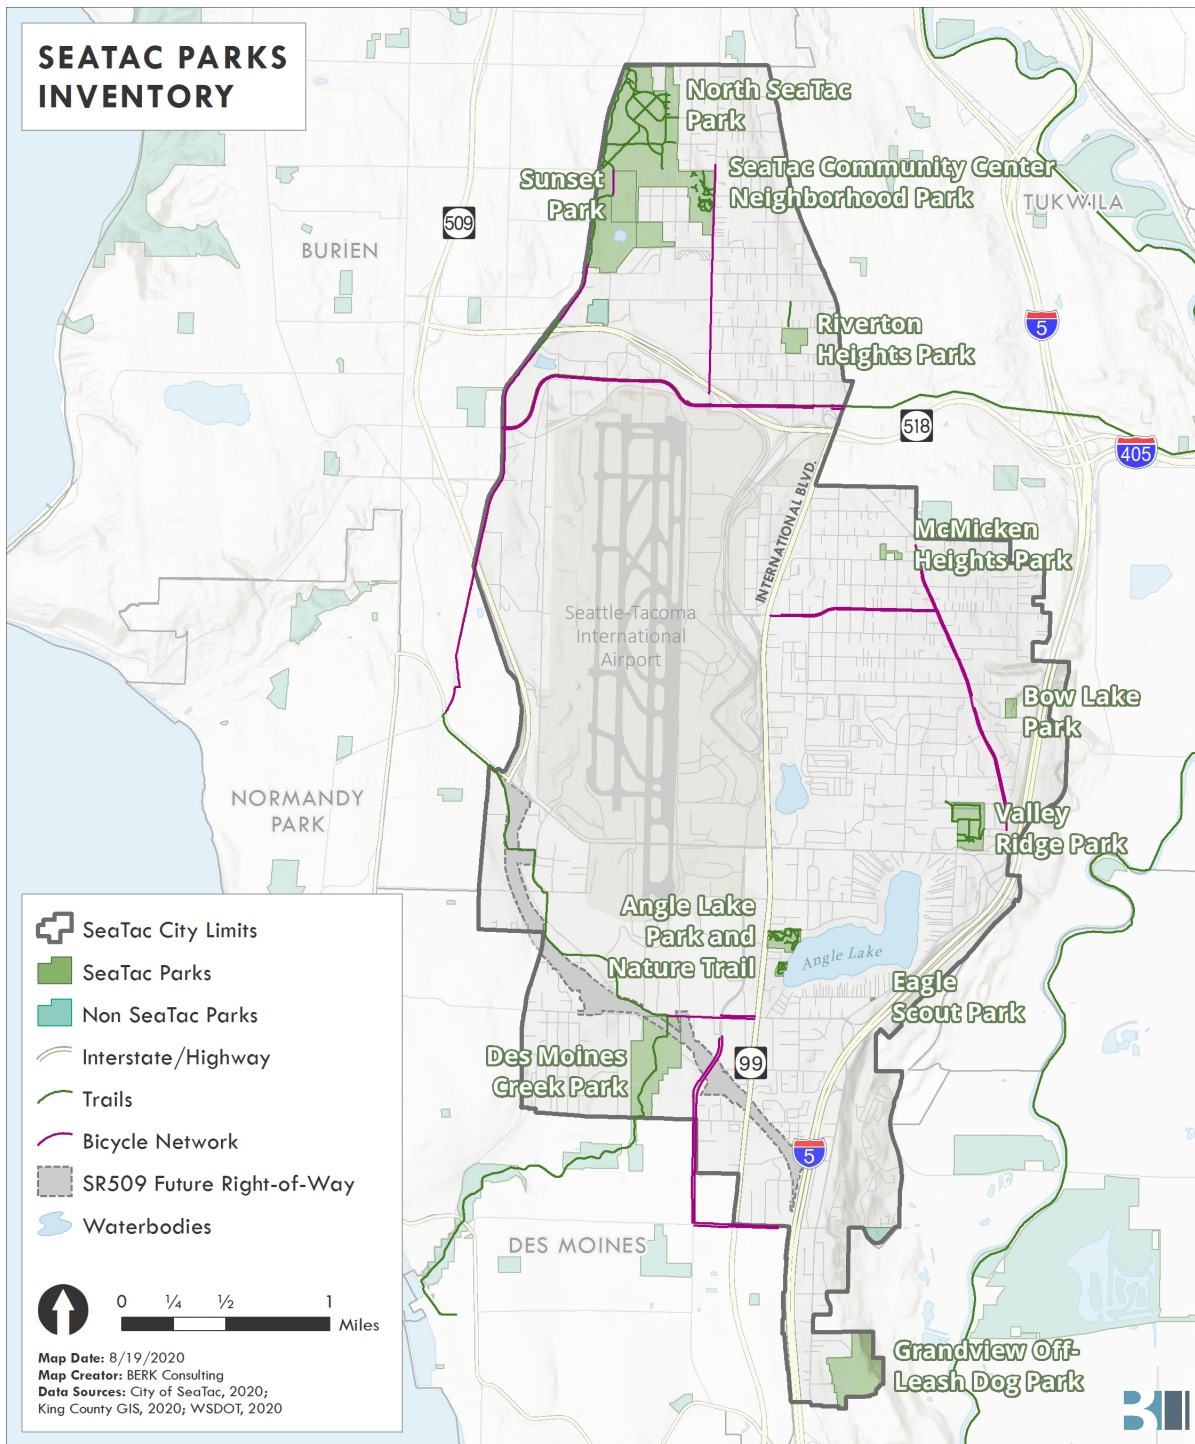 SEATAC PARKS
INVENTORY
North SeaTac
Park
Sunset
Park
SeaTac Community Center
Neighborhood Park
TUKWILA
509
BURIEN
5
Riverton
Heights Park
518
405
INTERNATIONAL BLVD.
McMicken
Heights Park
Seattle-Tacoma
International
Airport
Bow Lake
Park
NORMANDY
PARK
Valley
Ridge Park
Angle Lake
Park and
Nature Trail
Angle Lake
Eagle
Scout Park
Des Moines
Creek Park
99
5
DES MOINES
Grandview Off-
Leash Dog Park
SeaTac City Limits
SeaTac Parks
Non SeaTac Parks
Interstate/Highway
Trails
Bicycle Network
SR509 Future Right-of-Way
Waterbodies
0 ¼ ½ 1
Miles
Map Date: 8/19/2020
Map Creator: BERK Consulting
Data Sources: City of SeaTac, 2020;
King County GIS, 2020; WSDOT, 2020